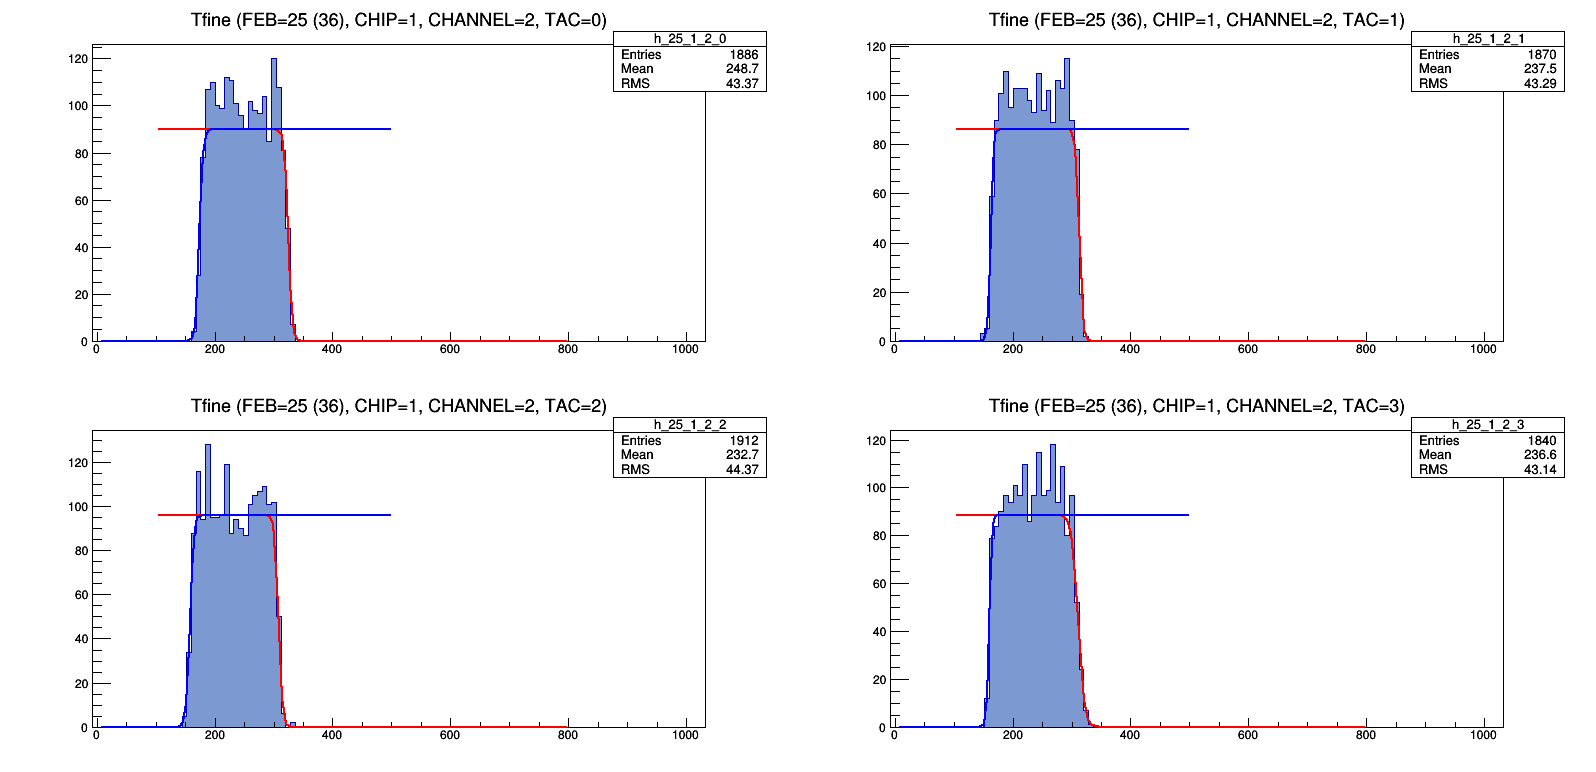 Tfine (FEB=25 (36), CHIP=1, CHANNEL=2, TAC=0)
h_25_1_2_0
Entries 1886
Mean 248.7
RMS 43.37
120
100
80
60
40
20
0
0 200 400 600 800 1000
Tfine (FEB=25 (36), CHIP=1, CHANNEL=2, TAC=1)
h_25_1_2_1
Entries 1870
Mean 237.5
RMS 43.29
120
100
80
60
40
20
0
0 200 400 600 800 1000
Tfine (FEB=25 (36), CHIP=1, CHANNEL=2, TAC=2)
h_25_1_2_2
Entries 1912
Mean 232.7
RMS 44.37
120
100
80
60
40
20
0
0 200 400 600 800 1000
Tfine (FEB=25 (36), CHIP=1, CHANNEL=2, TAC=3)
h_25_1_2_3
Entries 1840
Mean 236.6
RMS 43.14
120
100
80
60
40
20
0
0 200 400 600 800 1000